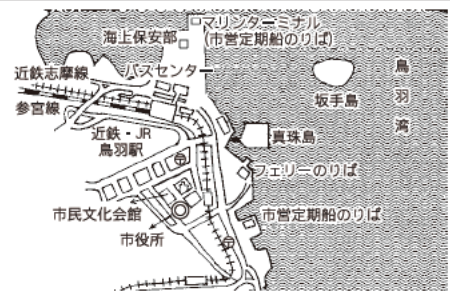 マリンターミナル
(市営定期船のりば)
海上保安部
近鉄志摩線
バスセンター
参宮線
坂手島
鳥羽湾
近鉄・JR
鳥羽駅
真珠島
フェリーのりば
市民文化会館
市営定期船のりば
市役所